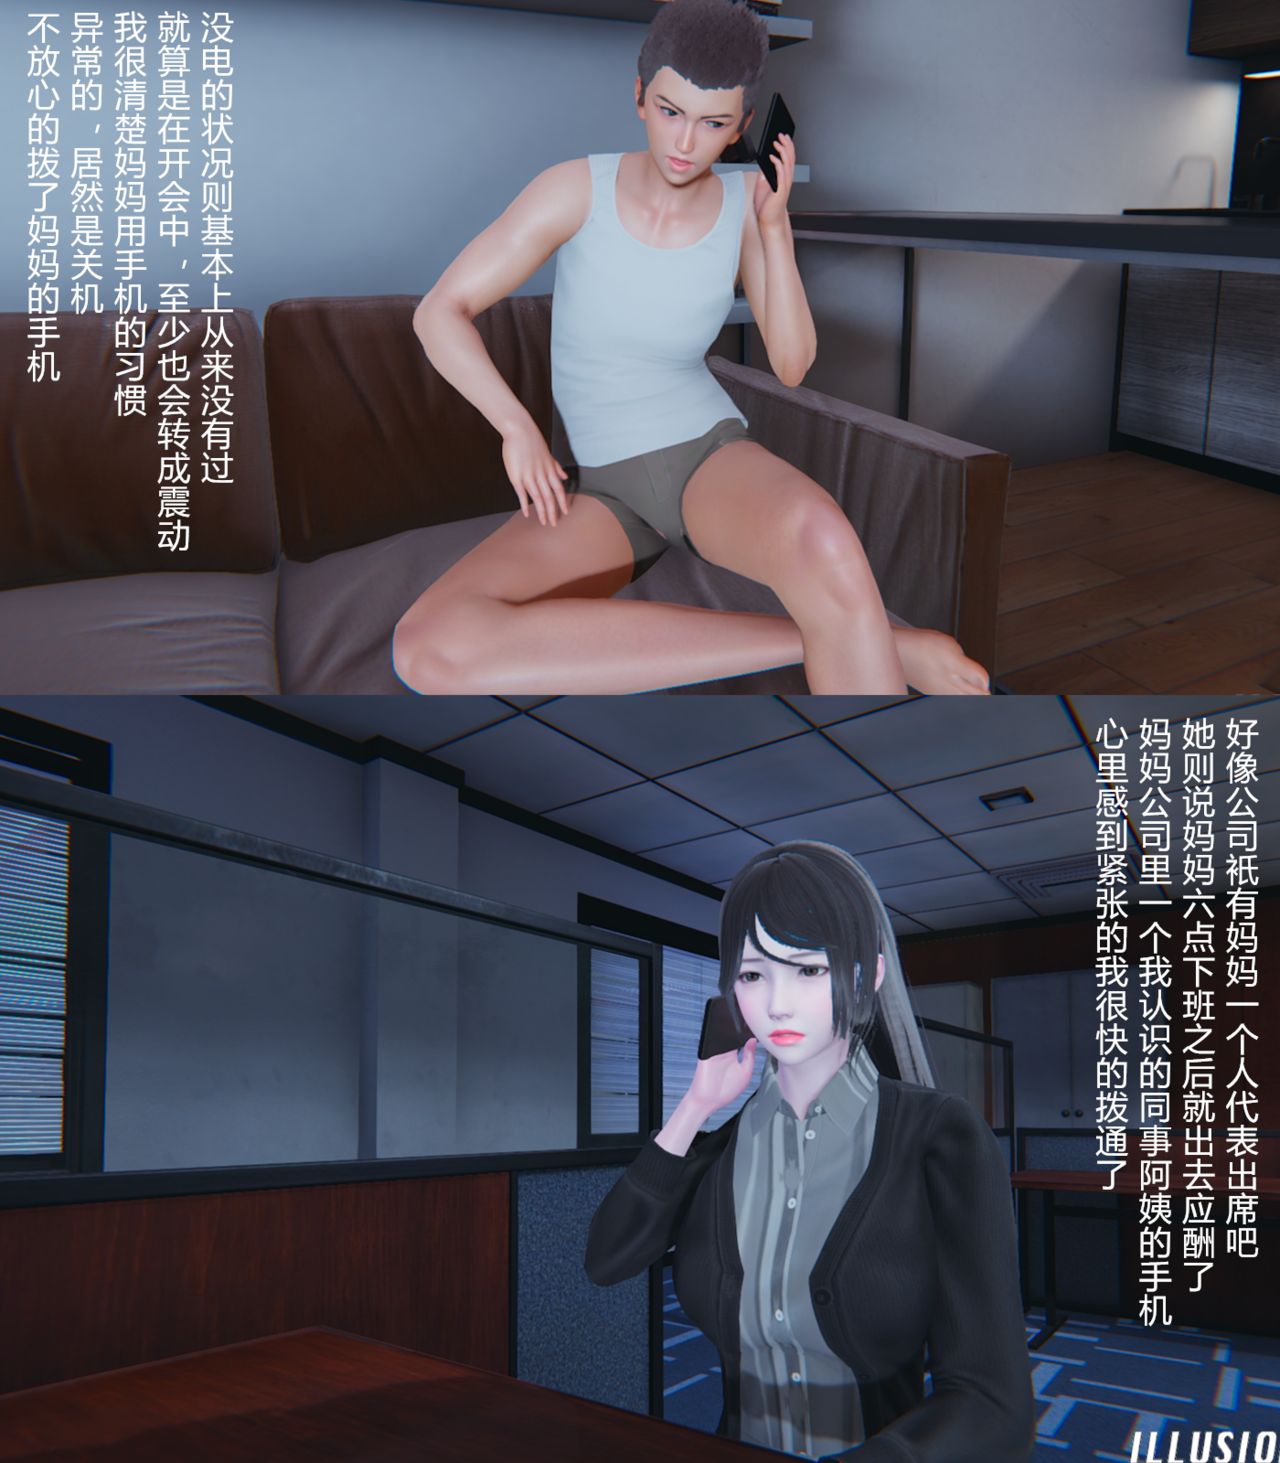 不放心的拨了妈妈的手机
异常的，居然是关机
我很清楚妈妈用手机的习惯
就算是在开会中，至少也会转成震动
没电的状况则基本上从来没有过
心里感到紧张的我很快的拨通了
妈妈公司里一个我认识的同事阿姨的手机
她则说妈妈六点下班之后就出去应酬了
好像公司祇有妈妈一个人代表出席吧
ILLUSIO